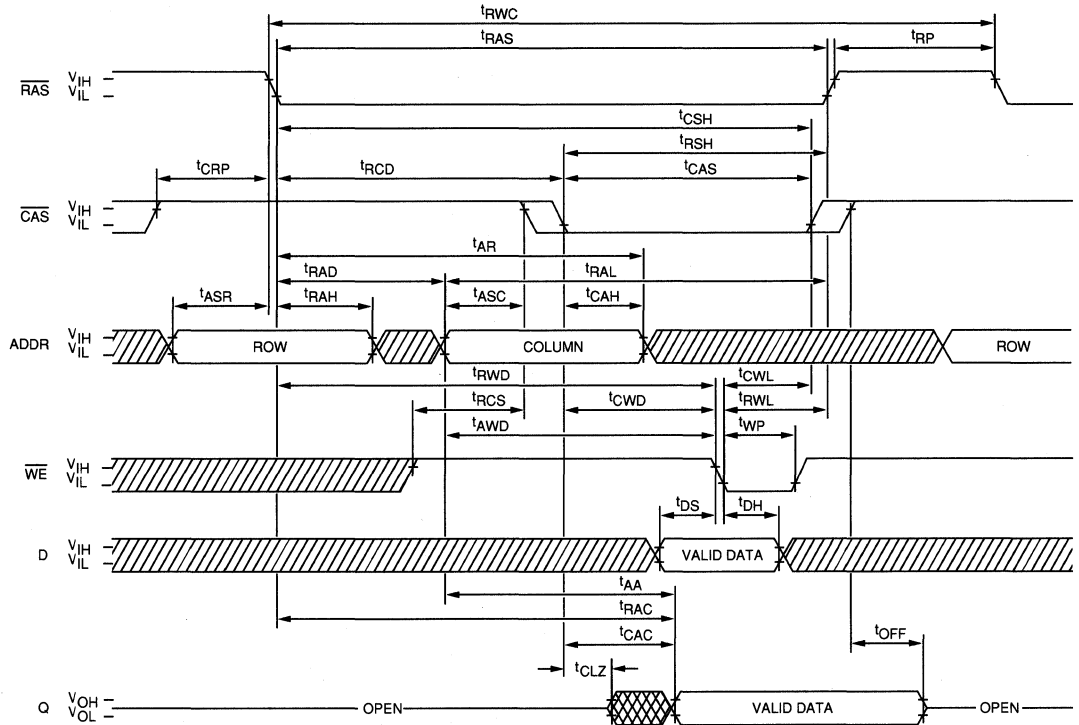 tRWC
tRAS
tRP
RAS VIH VIL
tCSH
tRSH
tCRP tRCD tCAS
CAS VIH VIL
tAR
tRAD tRAL
tASR tRAH tASC tCAH
ADDR VIH VIL ROW COLUMN ROW
tRWD tCWL
tRCS tCWD tRWL
tAWD tWP
WE VIH VIL
tDS tDH
D VIH VIL VALID DATA
tAA
tRAC
tCAC tOFF
tCLZ
Q VOH VOL OPEN VALID DATA OPEN